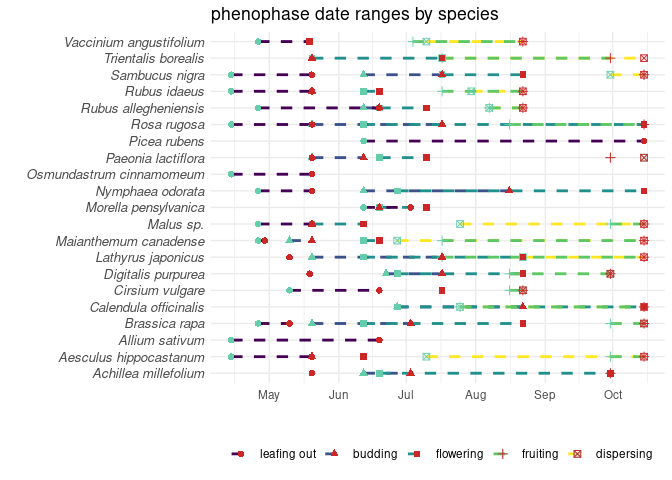 phenophase date ranges by species
Vaccinium angustifolium
Trientalis borealis
Sambucus nigra
Rubus idaeus
Rubus allegheniensis
Rosa rugosa
Picea rubens
Paeonia lactiflora
Osmundastrum cinnamomeum
Nymphaea odorata
Morella pensylvanica
Malus sp.
Maianthemum canadense
Lathyrus japonicus
Digitalis purpurea
Cirsium vulgare
Calendula officinalis
Brassica rapa
Allium sativum
Aesculus hippocastanum
Achillea millefolium
May Jun Jul Aug Sep Oct
leafing out budding flowering fruiting dispersing